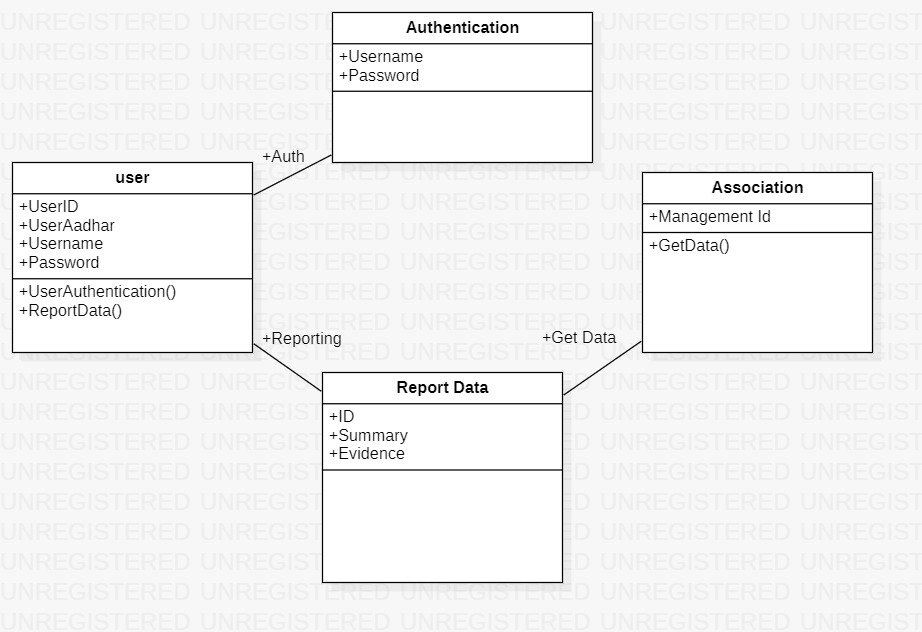 Authentication
+Username
+Password
+Auth
user
+UserID
+UserAadhar
+Username
+Password
+UserAuthentication()
+ReportData()
Association
+Management Id
+GetData()
+Reporting
+Get Data
Report Data
+ID
+Summary
+Evidence
UNREGISTERED